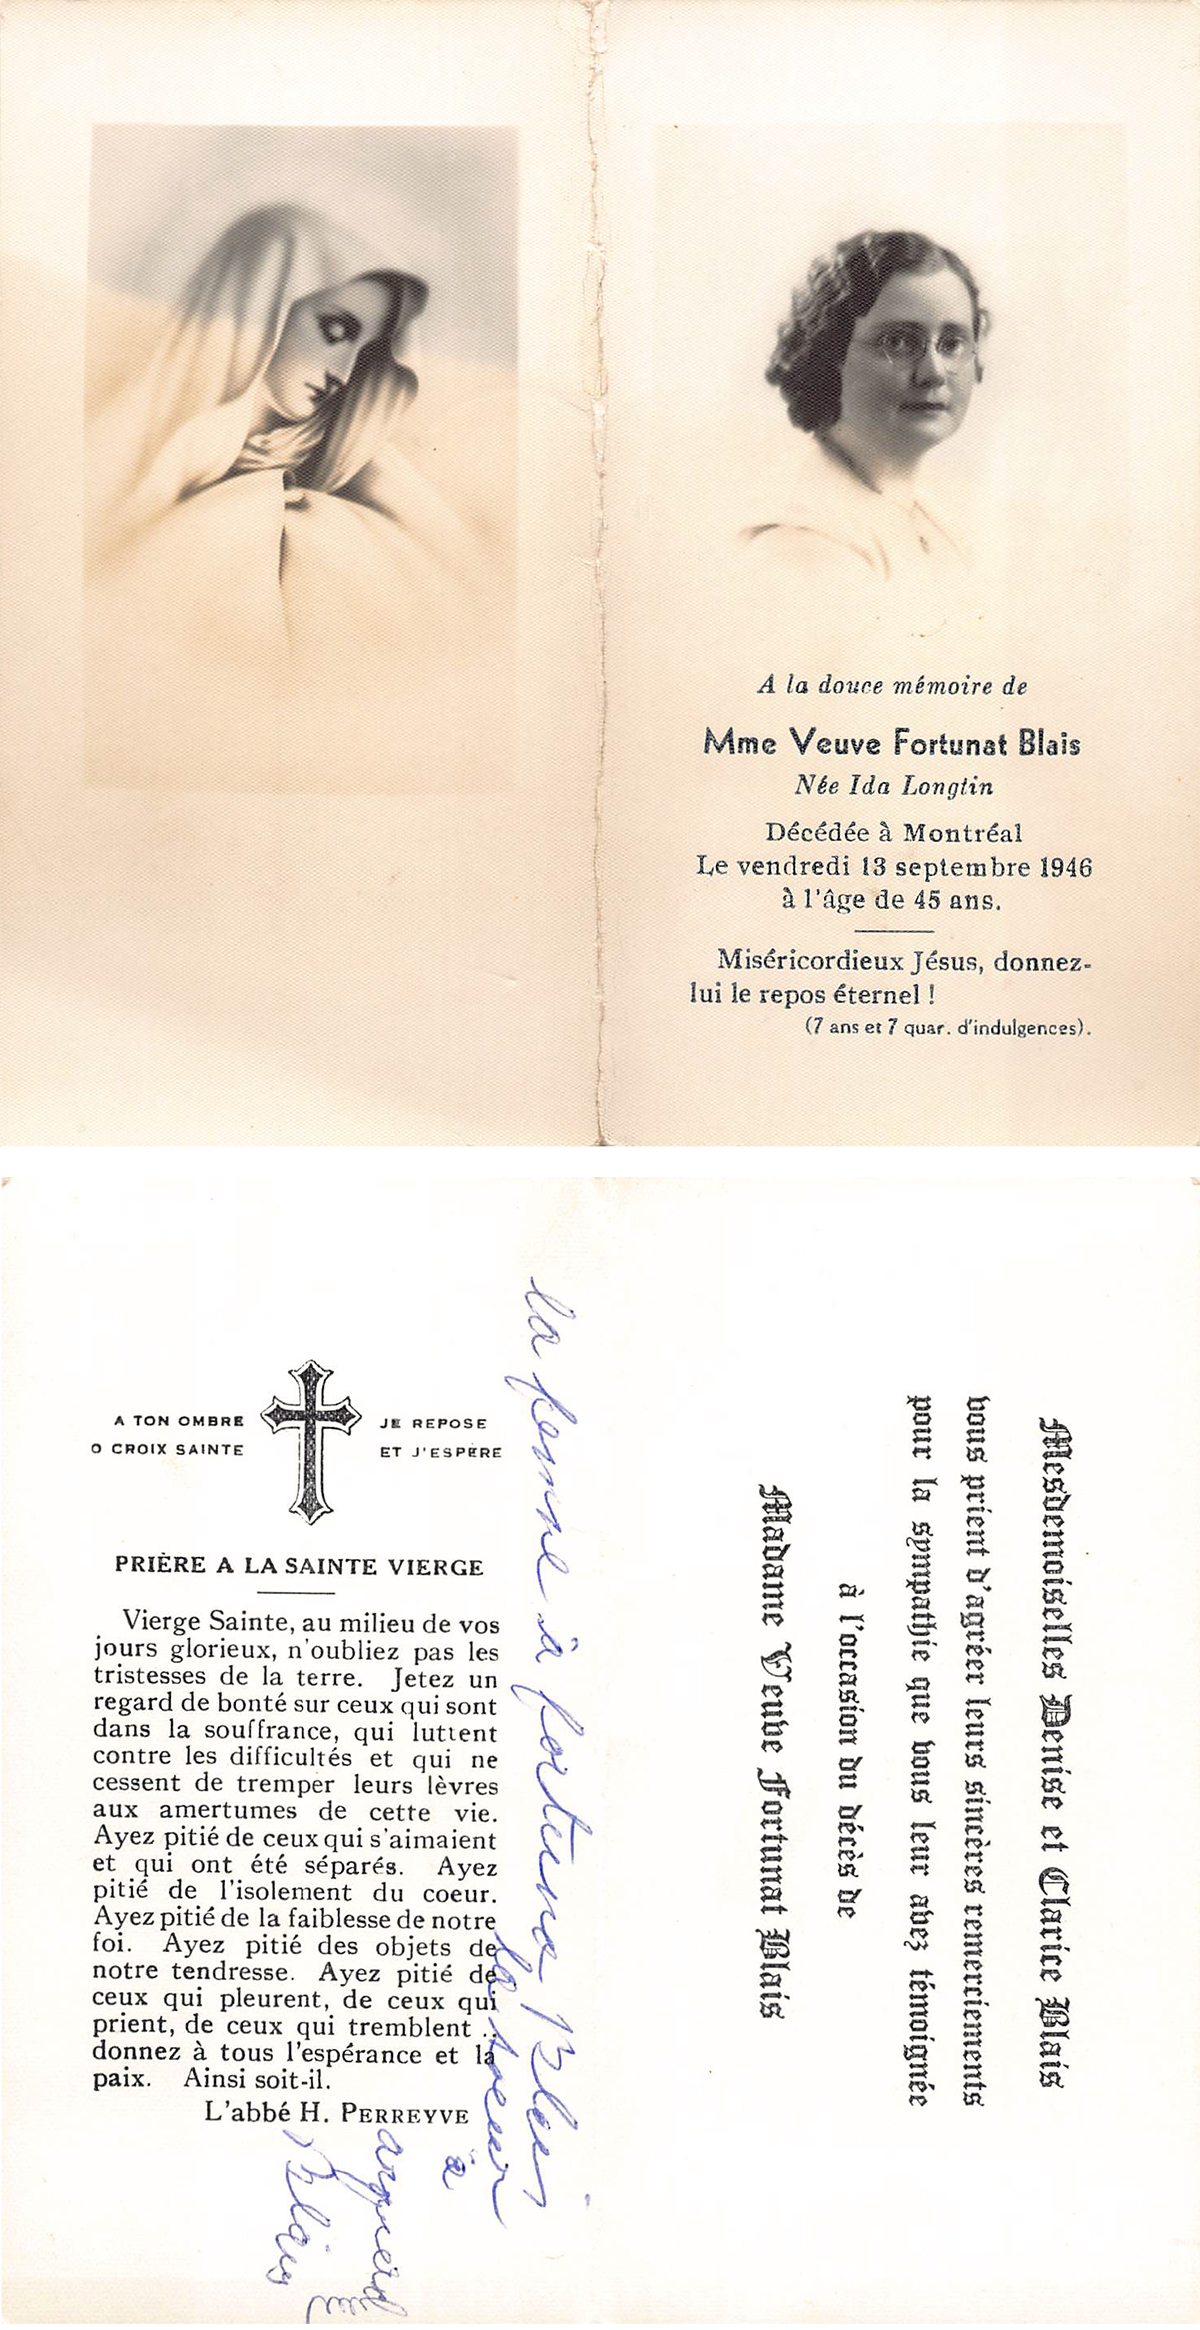 A la douce mémoire de
Mme Veuve Fortunat Blais
Née Ida Longtin
Décédée à Montréal
Le vendredi 13 septembre 1946
à l'âge de 45 ans.
Miséricordieux Jésus, donnez-
lui le repos éternel !
(7 ans et 7 quar. d'indulgences).
A TON OMBRE JE REPOSE
O CROIX SAINTE ET J'ESPÈRE
PRIÈRE A LA SAINTE VIERGE
Vierge Sainte, au milieu de vos
jours glorieux, n'oubliez pas les
tristesses de la terre. Jetez un
regard de bonté sur ceux qui sont
dans la souffrance, qui luttent
contre les difficultés et qui ne
cessent de tremper leurs lèvres
aux amertumes de cette vie.
Ayez pitié de ceux qui s'aimaient
et qui ont été séparés. Ayez
pitié de l'isolement du coeur.
Ayez pitié de la faiblesse de notre
foi. Ayez pitié des objets de
notre tendresse. Ayez pitié de
ceux qui pleurent, de ceux qui
prient, de ceux qui tremblent ..
donnez à tous l'espérance et la
paix. Ainsi soit-il.
L'abbé H. PERREYVE
la femme à fortuna Blais
la soeur
à
Blais
Mesdemoiselles Denise et Clarice Blais
vous prient d'agréer leurs sincères remerciements
pour la sympathie que vous leur avez témoignée
à l'occasion du décès de
Madame Veuve Fortunat Blais